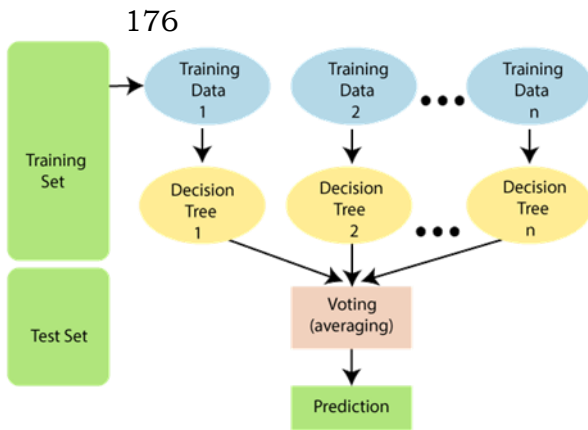 176
Training
Set
Test Set
Training
Data
1
Training
Data
2
Training
Data
n
Decision
Tree
1
Decision
Tree
2
Decision
Tree
n
Voting
(averaging)
Prediction